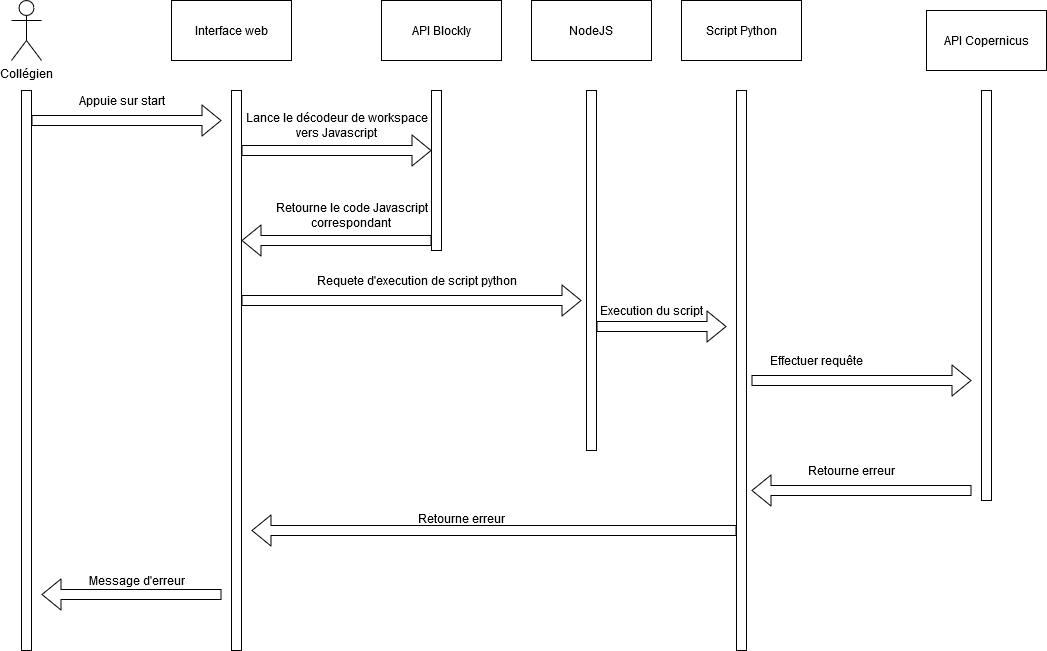 Interface web
API Blockly
NodeJS
Script Python
API Copernicus
Collégien
Appuie sur start
Lance le décodeur de workspace
vers Javascript
Retourne le code Javascript
correspondant
Requete d'execution de script python
Execution du script
Effectuer requête
Retourne erreur
Retourne erreur
Message d'erreur